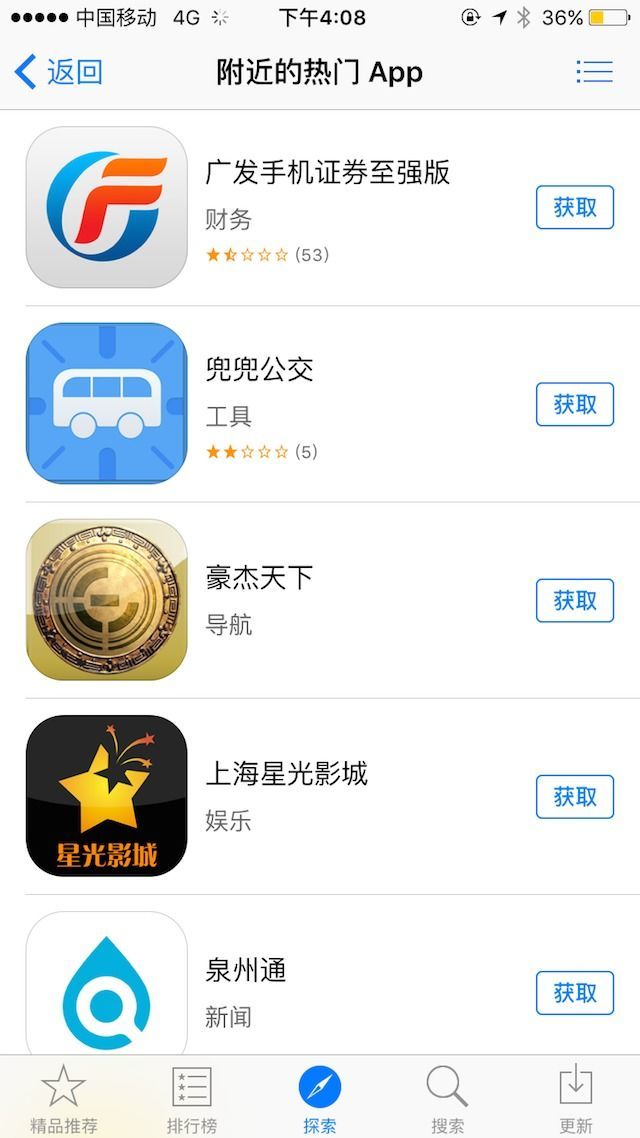 中国移动 4G 下午4:08 36%
返回 附近的热门 App
广发手机证券至强版
财务
(53)
获取
兜兜公交
工具
(5)
获取
豪杰天下
导航
获取
上海星光影城
娱乐
获取
星光影城
泉州通
新闻
获取
精品推荐 排行榜 探索 搜索 更新